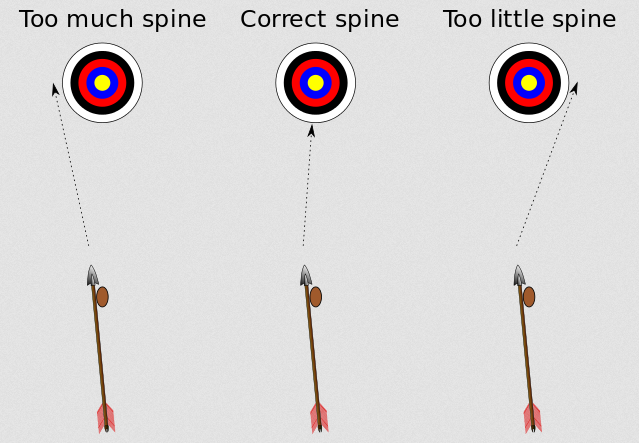 Too much spine
Correct spine
Too little spine